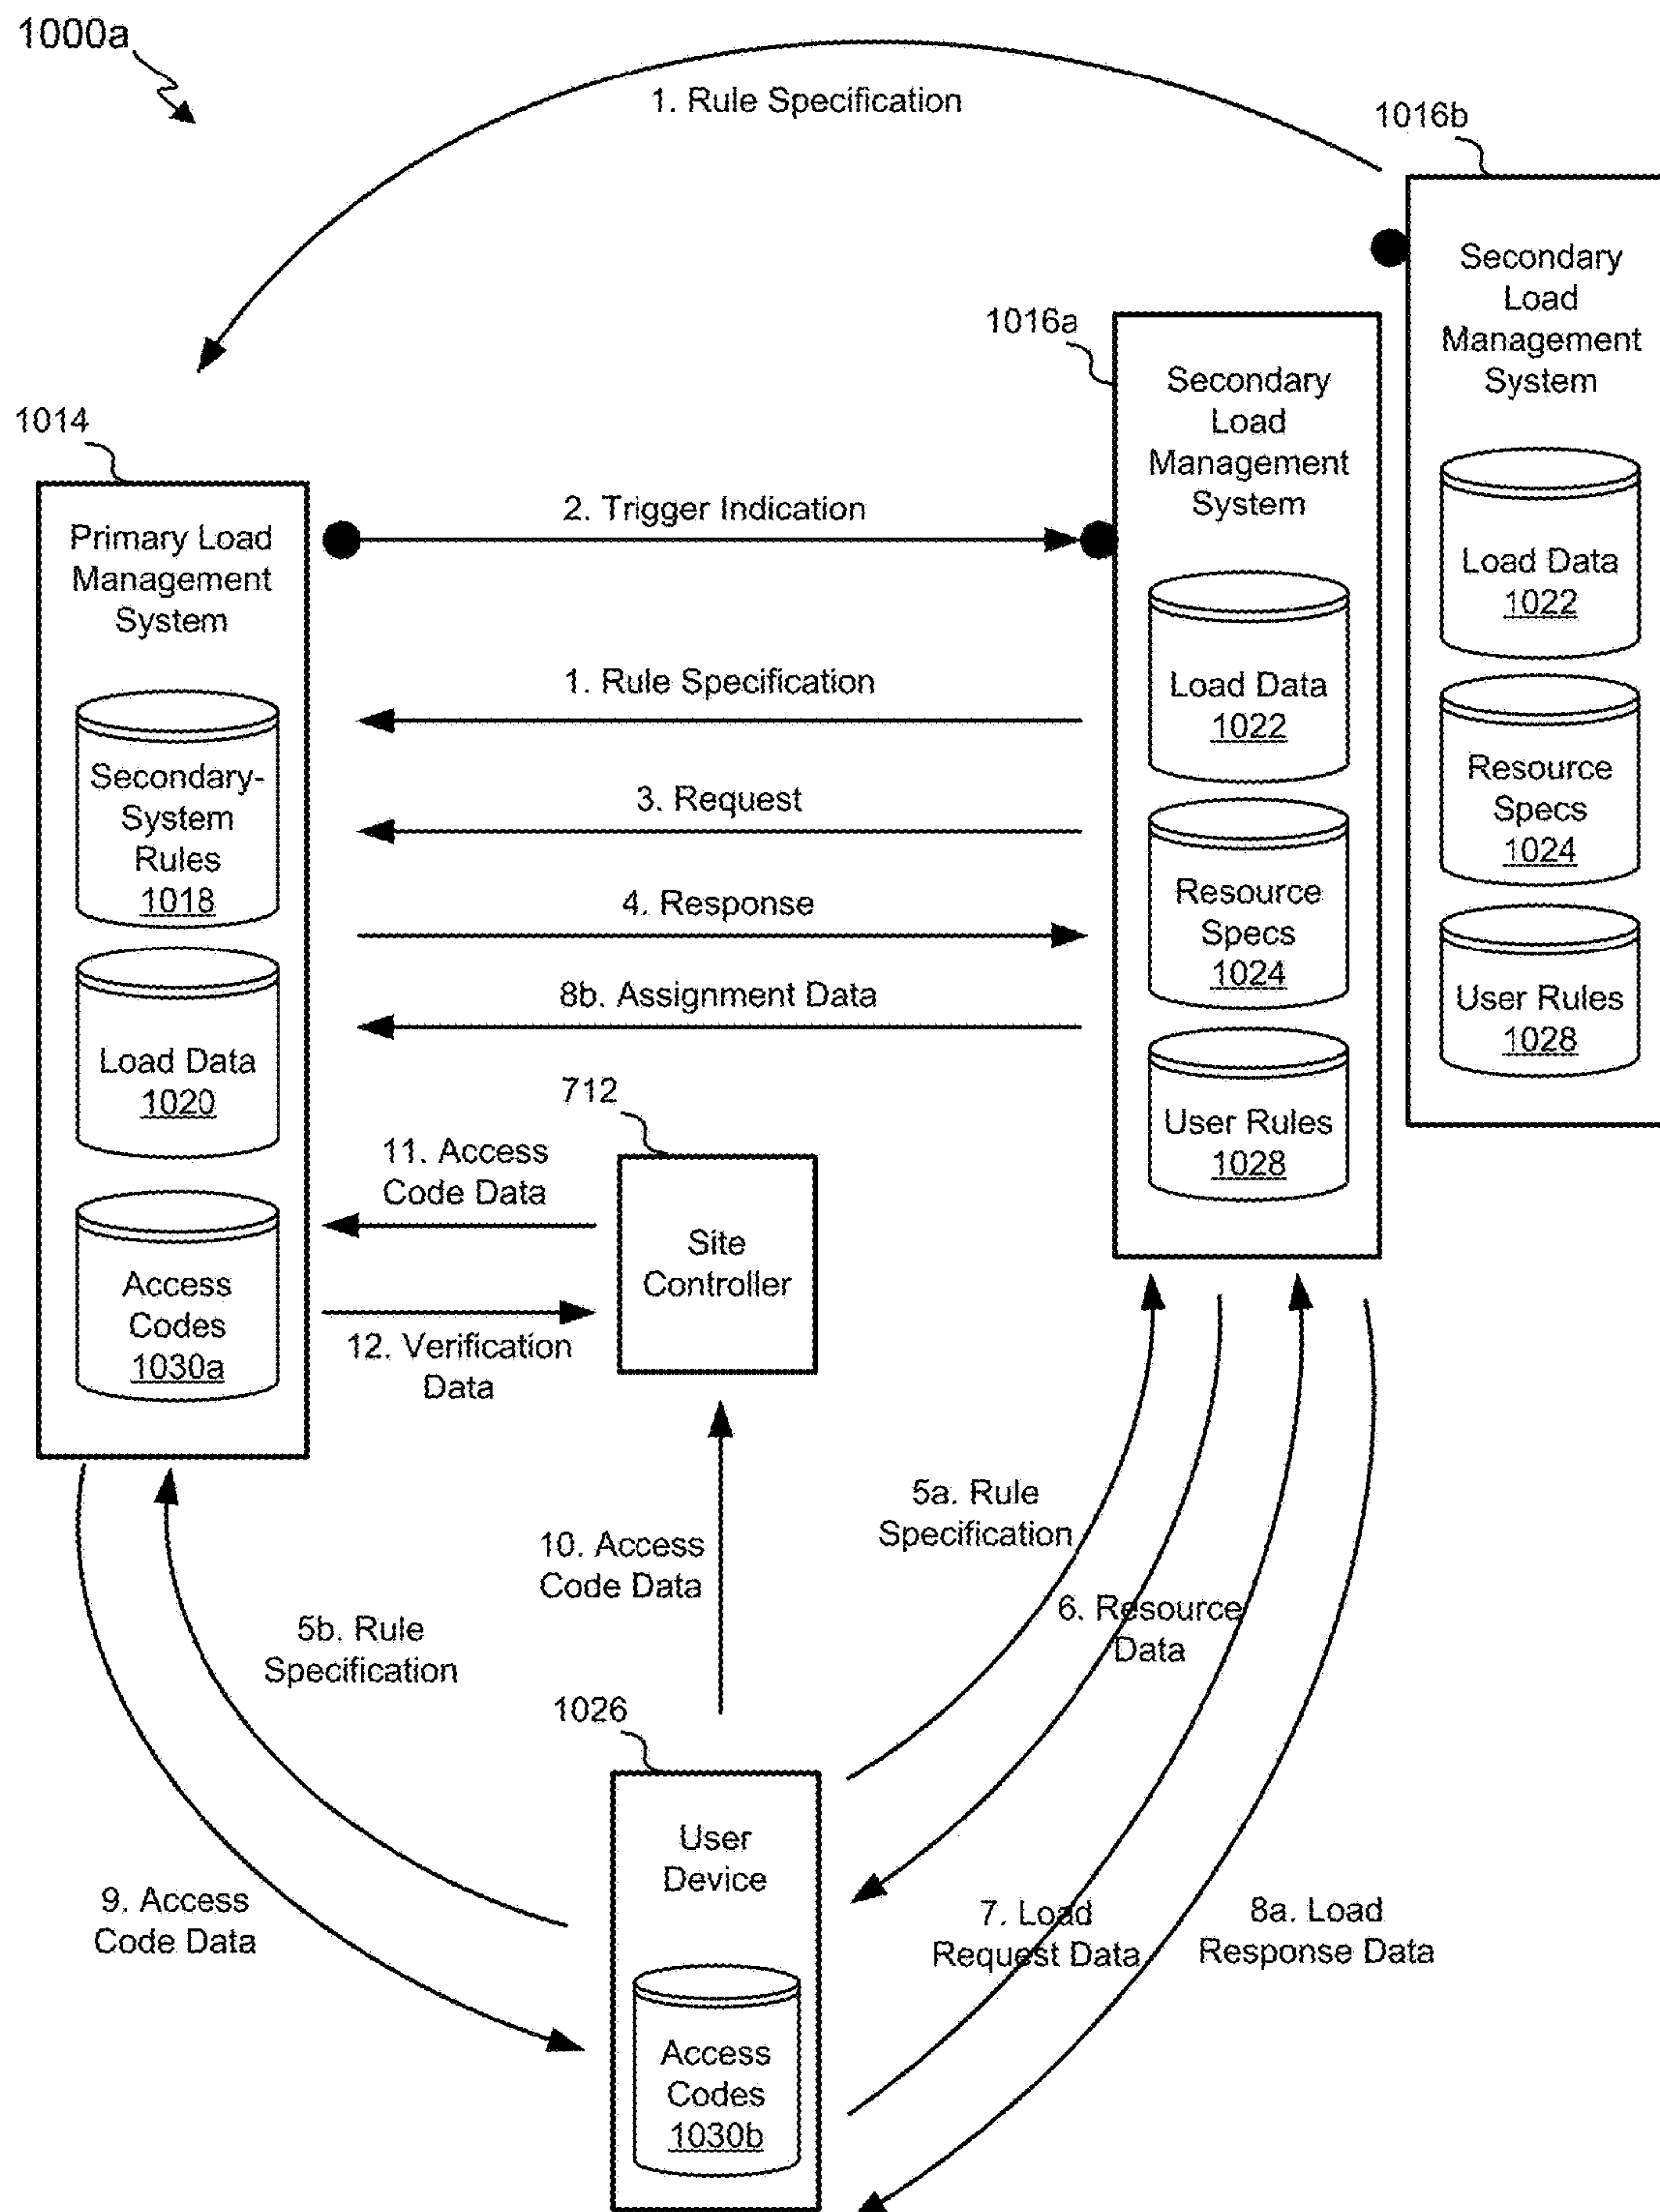 1000a
1. Rule Specification
1016b
Secondary
Load
Management
System
Load Data
1022
Resource
Specs
1024
User Rules
1028
1016a
Secondary
Load
Management
System
Load Data
1022
Resource
Specs
1024
User Rules
1028
1014
Primary Load
Management
System
Secondary-
System
Rules
1018
Load Data
1020
Access
Codes
1030a
2. Trigger Indication
1. Rule Specification
3. Request
4. Response
8b. Assignment Data
712
11. Access
Code Data
Site
Controller
12. Verification
Data
10. Access
Code Data
5a. Rule
Specification
6. Resource
Data
5b. Rule
Specification
1026
User
Device
Access
Codes
1030b
9. Access
Code Data
7. Load
Request Data
8a. Load
Response Data